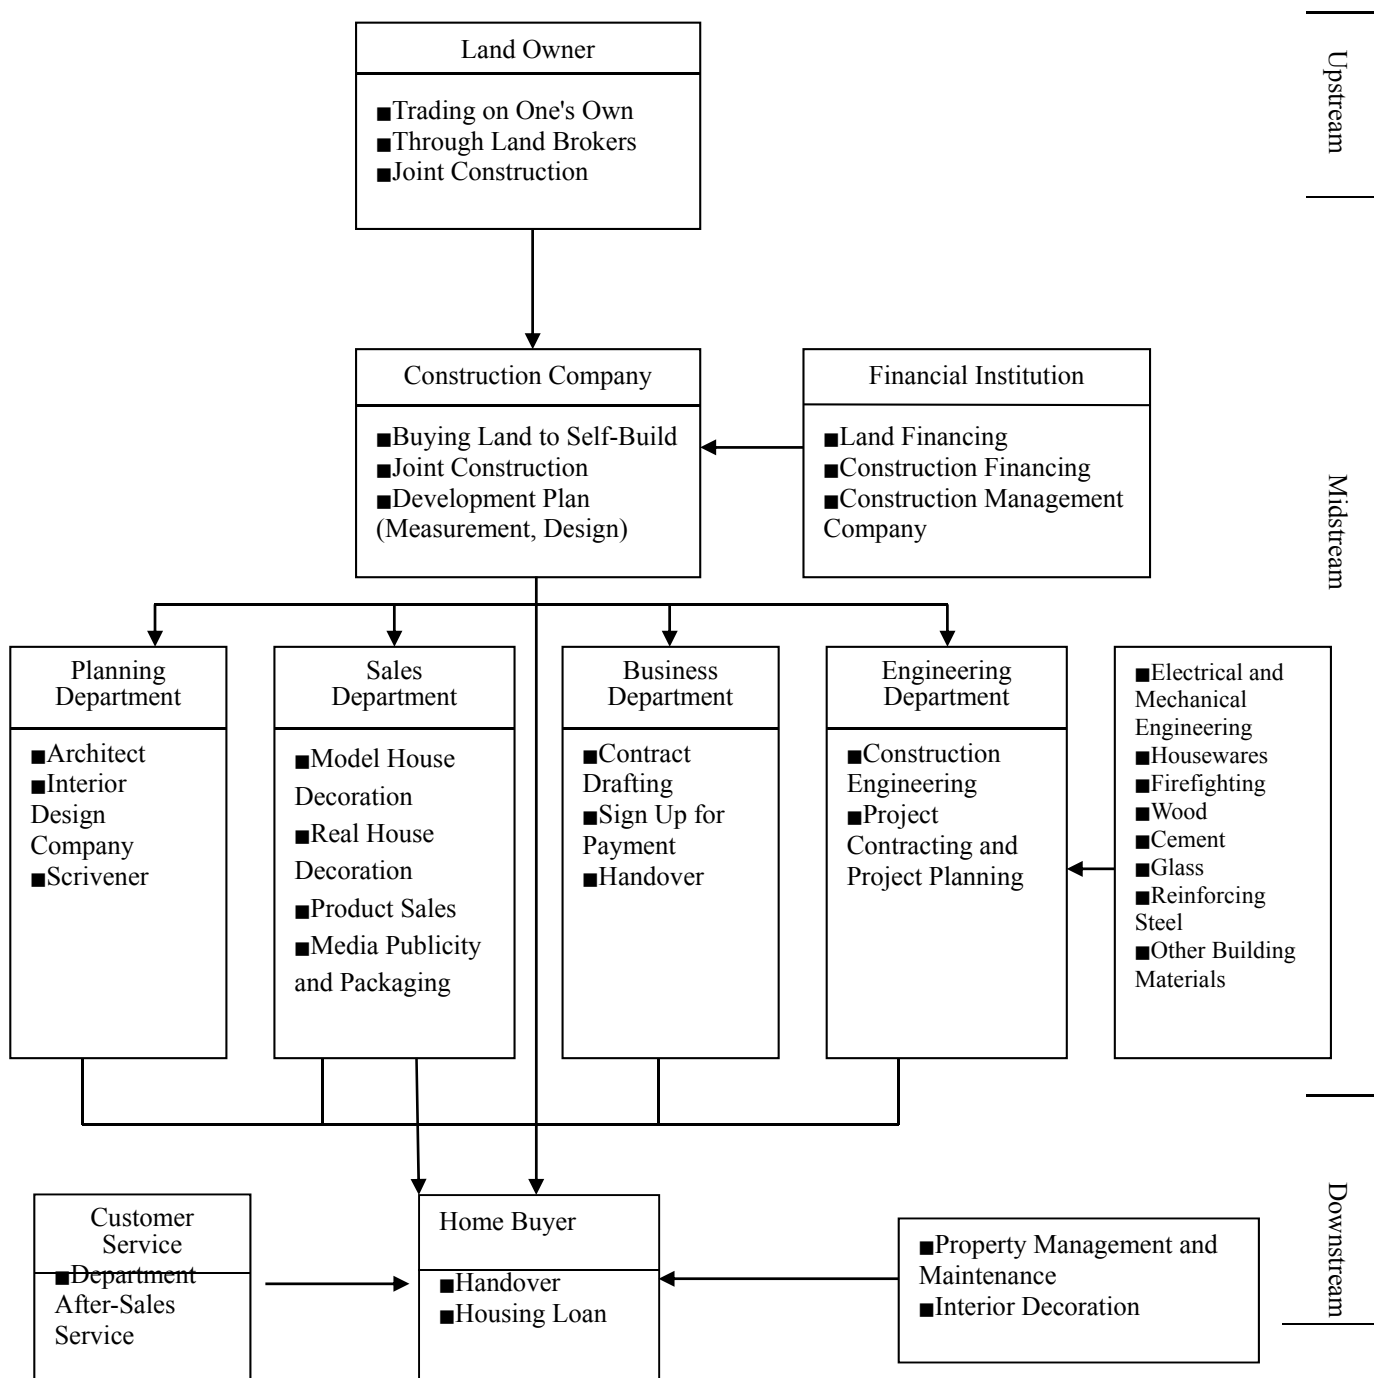 Land Owner
■Trading on One's Own
■Through Land Brokers
■Joint Construction
Upstream
Construction Company
■Buying Land to Self-Build
■Joint Construction
■Development Plan
(Measurement, Design)
Financial Institution
■Land Financing
■Construction Financing
■Construction Management
Company
Midstream
Planning
Department
■Architect
■Interior
Design
Company
■Scrivener
Sales
Department
■Model House
Decoration
■Real House
Decoration
■Product Sales
■Media Publicity
and Packaging
Business
Department
■Contract
Drafting
■Sign Up for
Payment
■Handover
Engineering
Department
■Construction
Engineering
■Project
Contracting and
Project Planning
■Electrical and
Mechanical
Engineering
■Housewares
■Firefighting
■Wood
■Cement
■Glass
■Reinforcing
Steel
■Other Building
Materials
Customer
Service
■Department
After-Sales
Service
Home Buyer
■Handover
■Housing Loan
■Property Management and
Maintenance
■Interior Decoration
Downstream